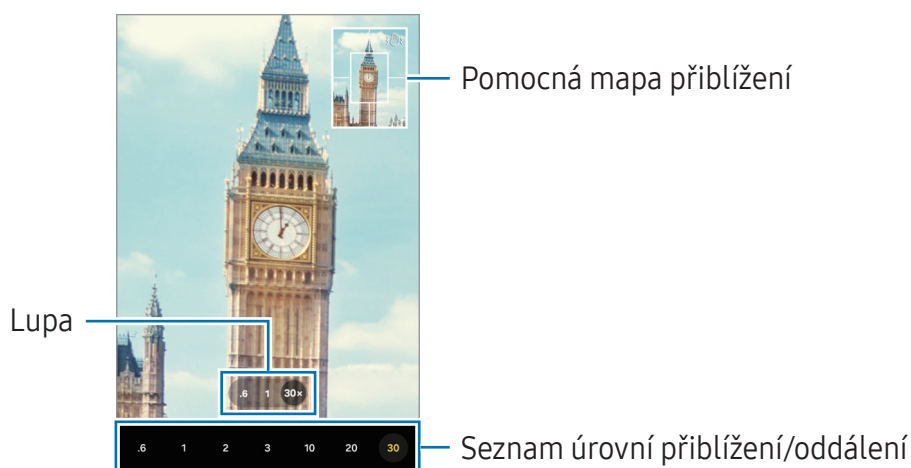 Pomocná mapa přiblížení
Lupa
.6 1 30×
.6 1 2 3 10 20 30
Seznam úrovní přiblížení/oddálení